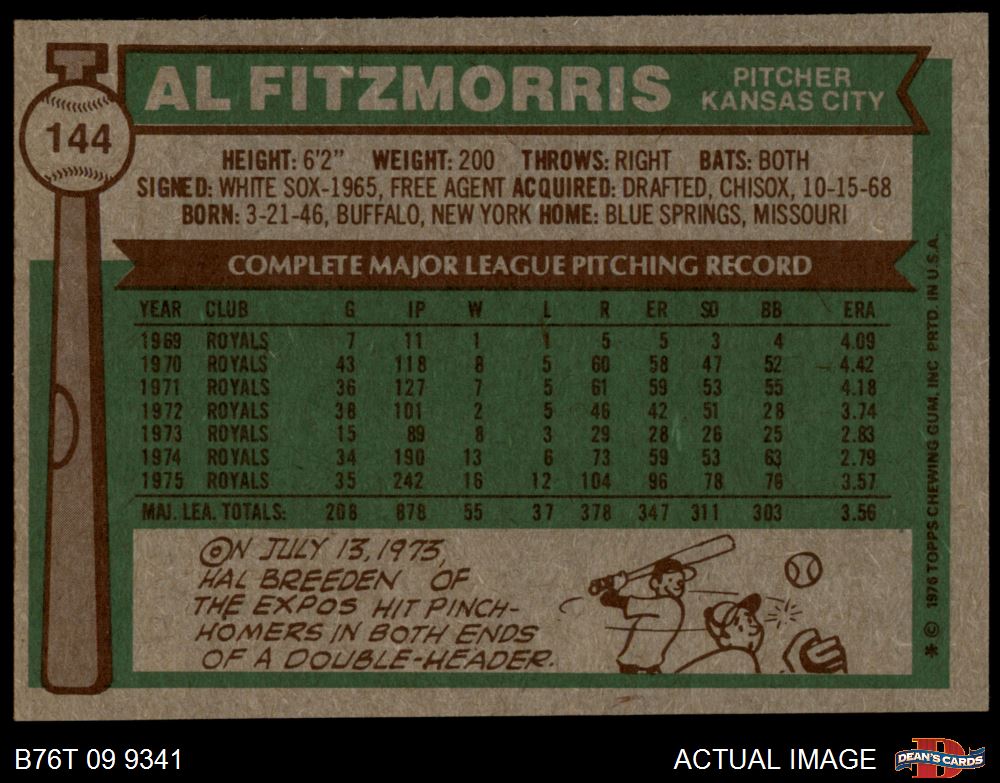 144
AL FITZMORRIS
PITCHER
KANSAS CITY
HEIGHT: 6'2" WEIGHT: 200 THROWS: RIGHT BATS: BOTH
SIGNED: WHITE SOX-1965, FREE AGENT ACQUIRED: DRAFTED, CHISOX, 10-15-68
BORN: 3-21-46, BUFFALO, NEW YORK HOME: BLUE SPRINGS, MISSOURI
COMPLETE MAJOR LEAGUE PITCHING RECORD
YEAR CLUB G IP W L R ER SO BB ERA
1969 ROYALS 7 11 1 1 5 5 3 4 4.09
1970 ROYALS 43 118 8 5 60 58 47 52 4.42
1971 ROYALS 36 127 7 5 61 59 53 55 4.18
1972 ROYALS 38 101 2 5 46 42 51 28 3.74
1973 ROYALS 15 89 8 3 29 28 26 25 2.83
1974 ROYALS 34 190 13 6 73 59 53 63 2.79
1975 ROYALS 35 242 16 12 104 96 78 76 3.57
MAJ. LEA. TOTALS: 208 878 55 37 378 347 311 303 3.56
ON JULY 13, 1973,
HAL BREEDEN OF
THE EXPOS HIT PINCH-
HOMERS IN BOTH ENDS
OF A DOUBLE-HEADER.
* © 1976 TOPPS CHEWING GUM, INC. PRTD. IN U.S.A.
B76T 09 9341
ACTUAL IMAGE
D
DEAN'S CARDS